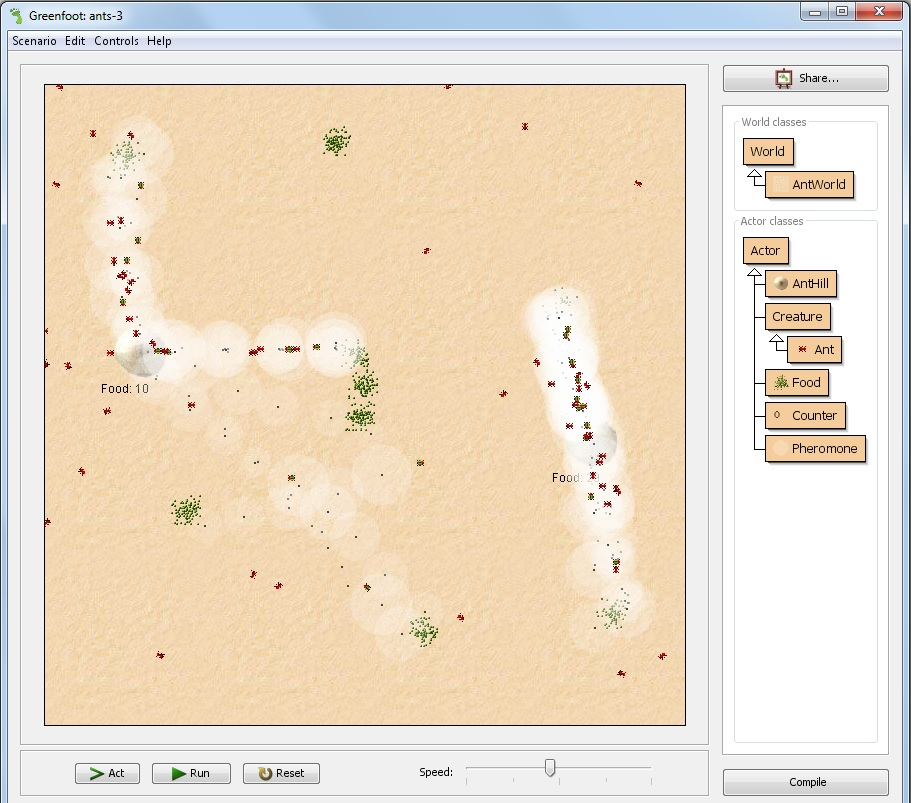 Greenfoot: ants-3
Scenario Edit Controls Help
Share...
World classes
World
AntWorld
Actor classes
Actor
AntHill
Creature
Ant
Food
Counter
Pheromone
Food: 10
Food:
Act
Run
Reset
Speed:
Compile